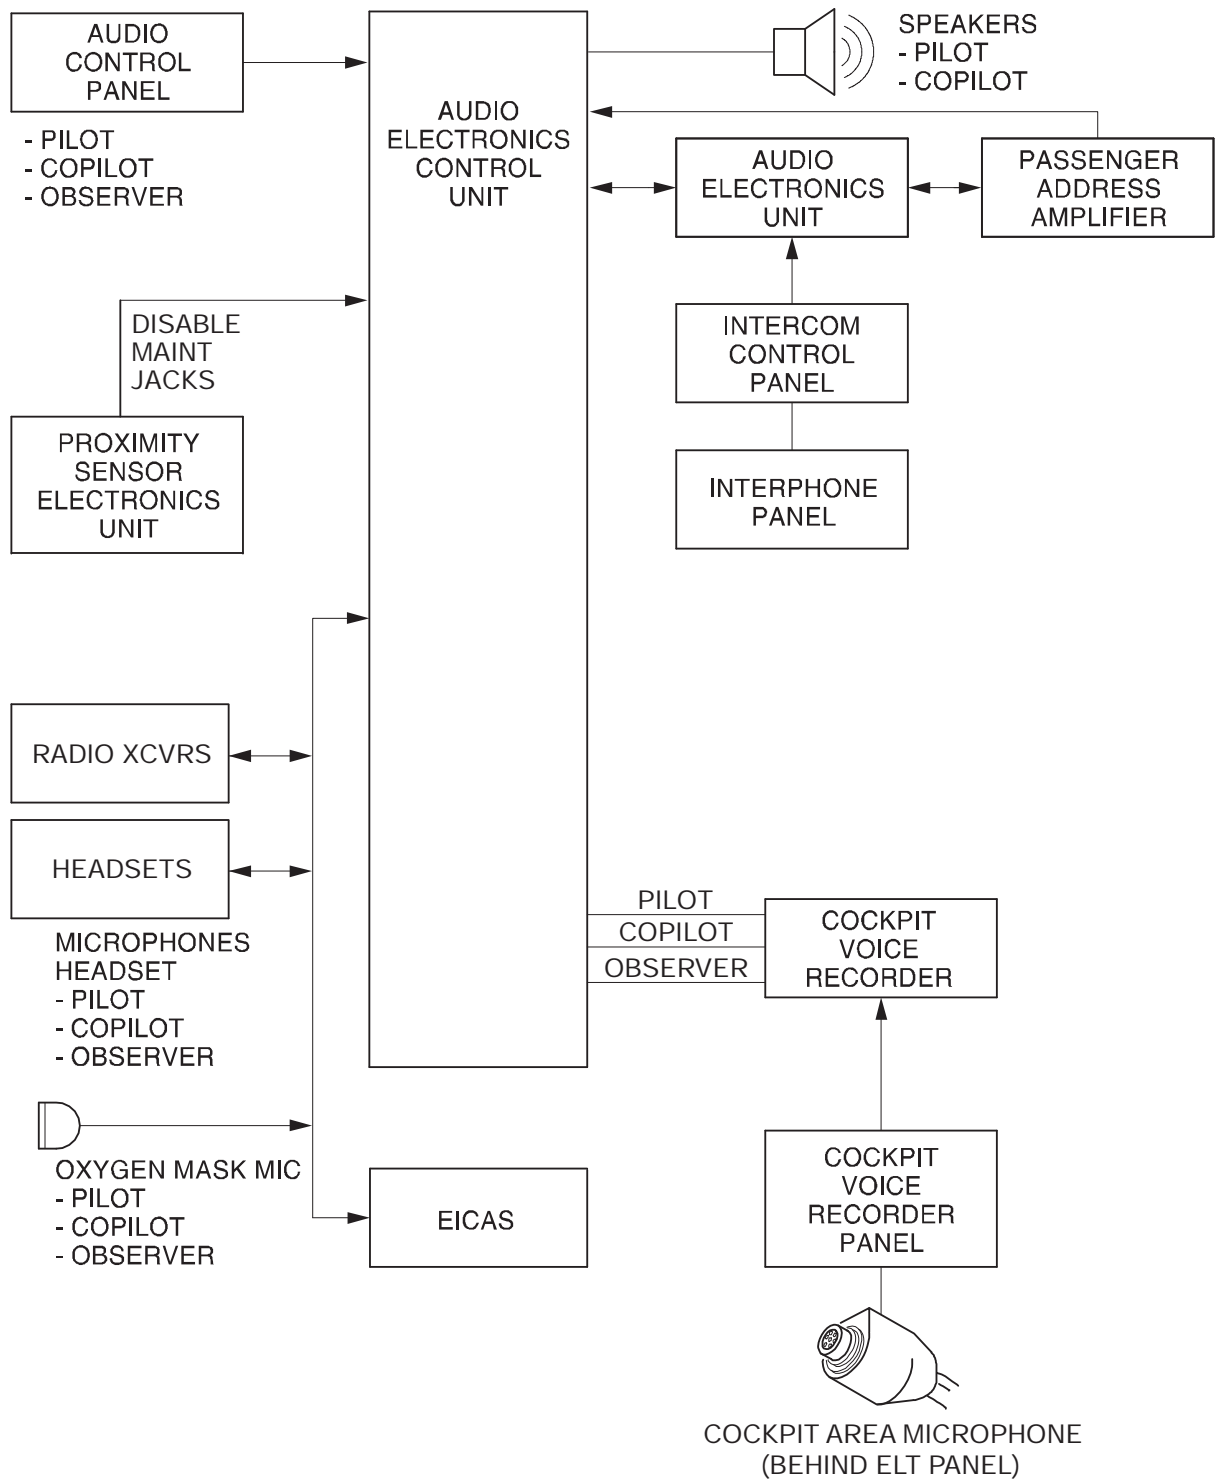 AUDIO
CONTROL
PANEL
- PILOT
- COPILOT
- OBSERVER
AUDIO
ELECTRONICS
CONTROL
UNIT
SPEAKERS
- PILOT
- COPILOT
AUDIO
ELECTRONICS
UNIT
PASSENGER
ADDRESS
AMPLIFIER
INTERCOM
CONTROL
PANEL
INTERPHONE
PANEL
DISABLE
MAINT
JACKS
PROXIMITY
SENSOR
ELECTRONICS
UNIT
RADIO XCVRS
HEADSETS
MICROPHONES
HEADSET
- PILOT
- COPILOT
- OBSERVER
OXYGEN MASK MIC
- PILOT
- COPILOT
- OBSERVER
EICAS
PILOT
COPILOT
OBSERVER
COCKPIT
VOICE
RECORDER
COCKPIT
VOICE
RECORDER
PANEL
COCKPIT AREA MICROPHONE
(BEHIND ELT PANEL)